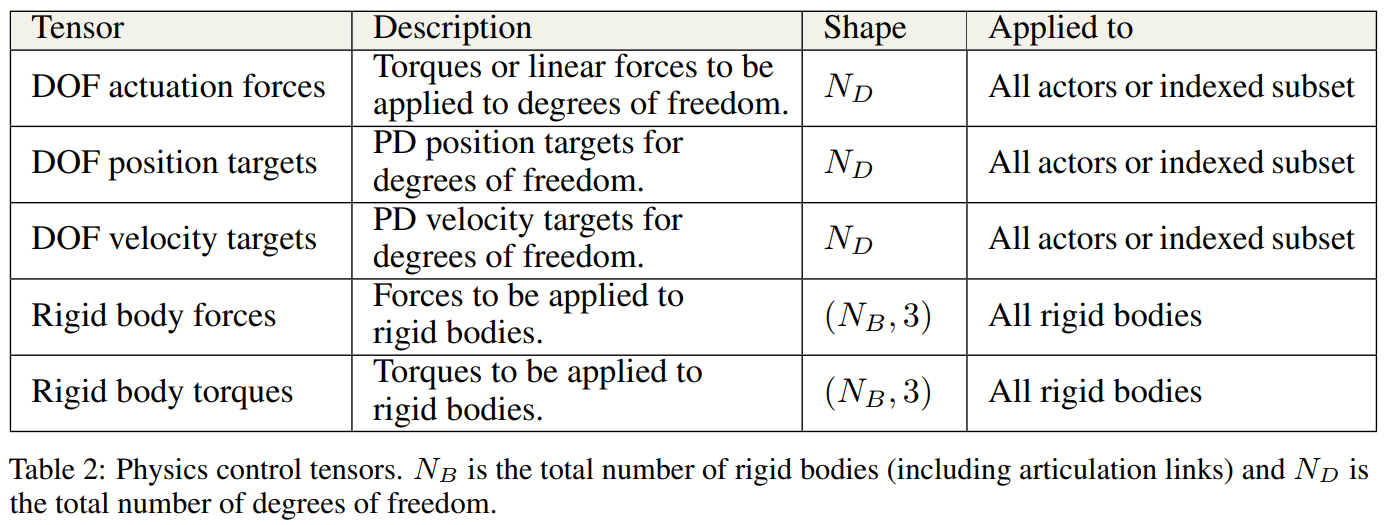 Tensor Description Shape Applied to
DOF actuation forces Torques or linear forces to be applied to degrees of freedom. N_D All actors or indexed subset
DOF position targets PD position targets for degrees of freedom. N_D All actors or indexed subset
DOF velocity targets PD velocity targets for degrees of freedom. N_D All actors or indexed subset
Rigid body forces Forces to be applied to rigid bodies. (N_B, 3) All rigid bodies
Rigid body torques Torques to be applied to rigid bodies. (N_B, 3) All rigid bodies
Table 2: Physics control tensors. N_B is the total number of rigid bodies (including articulation links) and N_D is
the total number of degrees of freedom.